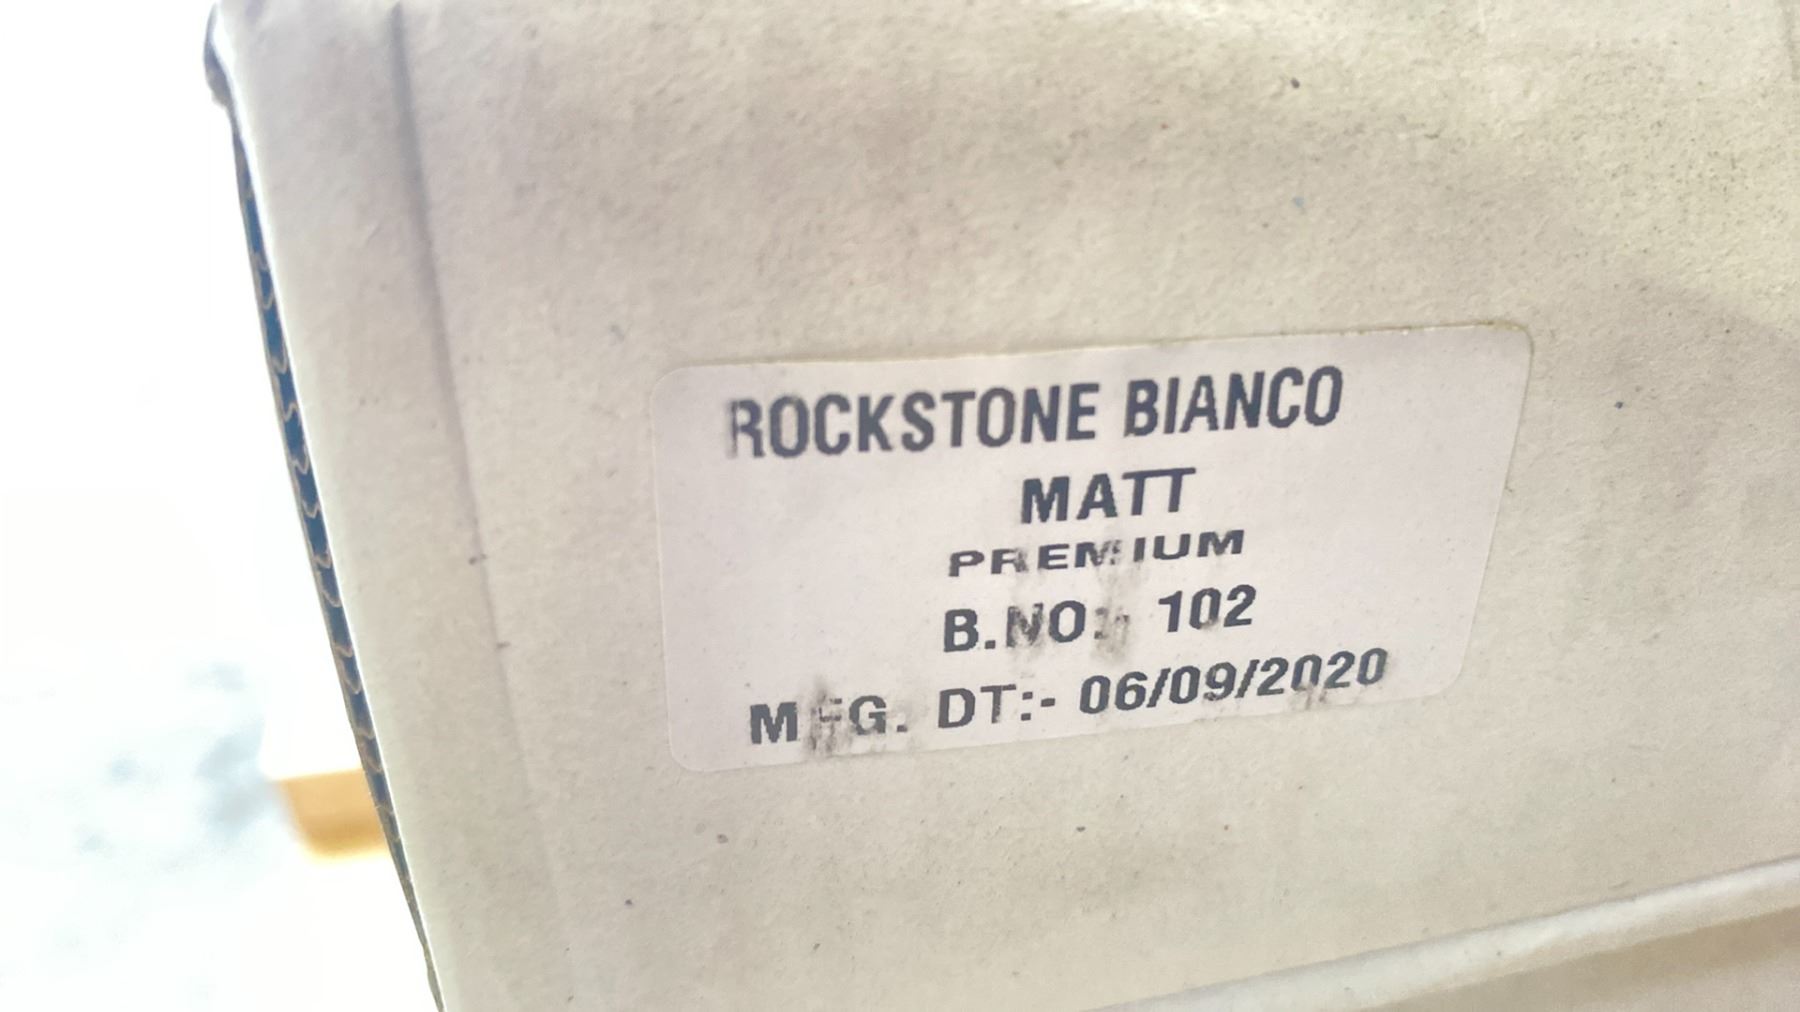 ROCKSTONE BIANCO
MATT
PREMIUM
B.NO:- 102
MFG. DT:- 06/09/2020